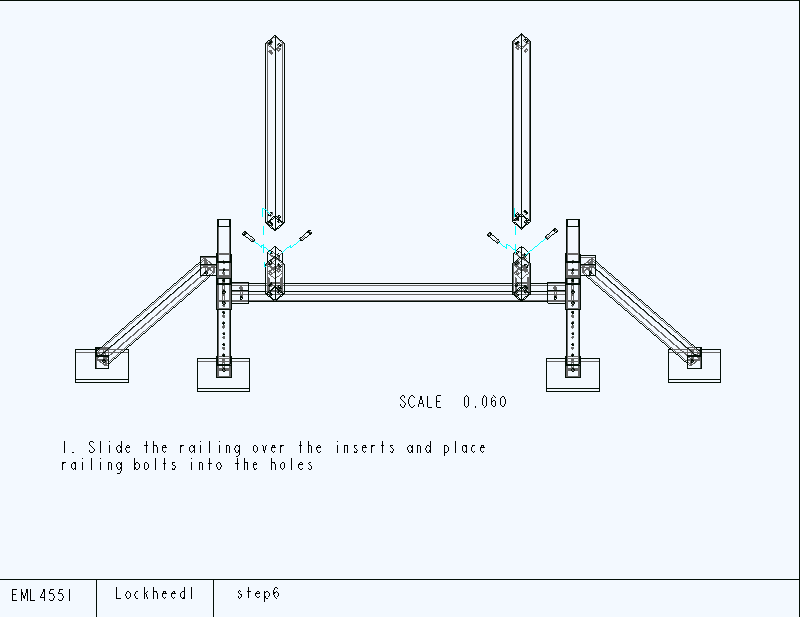 SCALE 0.060
1. Slide the railing over the inserts and place
railing bolts into the holes
EML4551 Lockheed1 step6